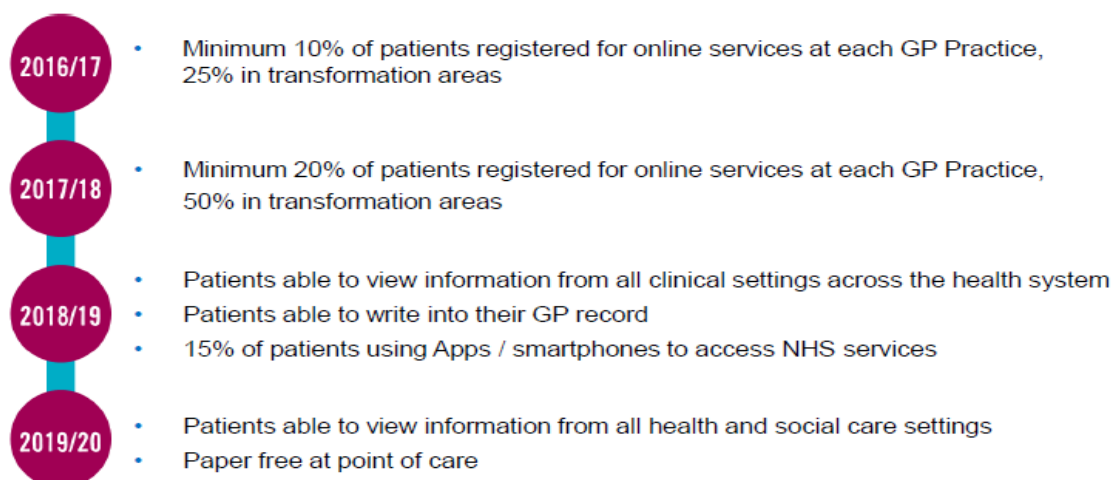 2016/17
• Minimum 10% of patients registered for online services at each GP Practice,
25% in transformation areas
2017/18
• Minimum 20% of patients registered for online services at each GP Practice,
50% in transformation areas
2018/19
• Patients able to view information from all clinical settings across the health system
• Patients able to write into their GP record
• 15% of patients using Apps / smartphones to access NHS services
2019/20
• Patients able to view information from all health and social care settings
• Paper free at point of care